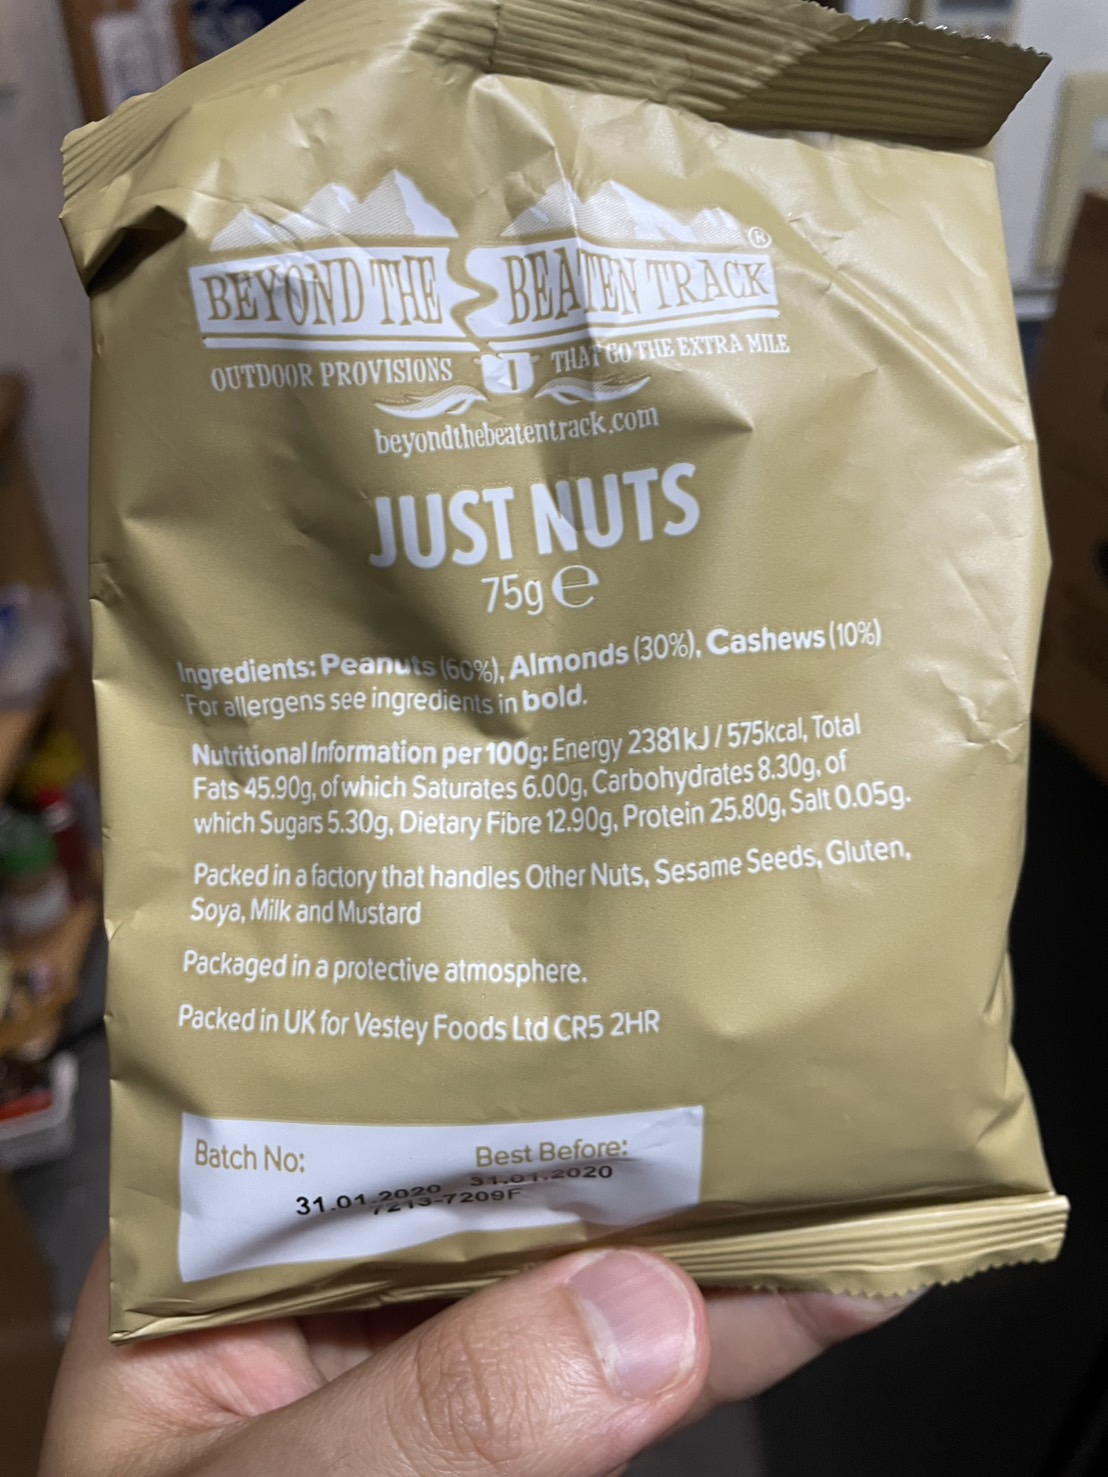 BEYOND THE BEATEN TRACK®
OUTDOOR PROVISIONS THAT GO THE EXTRA MILE
beyondthebeatentrack.com
JUST NUTS
75g ℮
Ingredients: Peanuts (60%), Almonds (30%), Cashews (10%)
For allergens see ingredients in bold.
Nutritional Information per 100g: Energy 2381kJ / 575kcal, Total
Fats 45.90g, of which Saturates 6.00g, Carbohydrates 8.30g, of
which Sugars 5.30g, Dietary Fibre 12.90g, Protein 25.80g, Salt 0.05g.
Packed in a factory that handles Other Nuts, Sesame Seeds, Gluten,
Soya, Milk and Mustard
Packaged in a protective atmosphere.
Packed in UK for Vestey Foods Ltd CR5 2HR
Batch No: Best Before:
31.01.2020 31.01.2020
7213-7209F